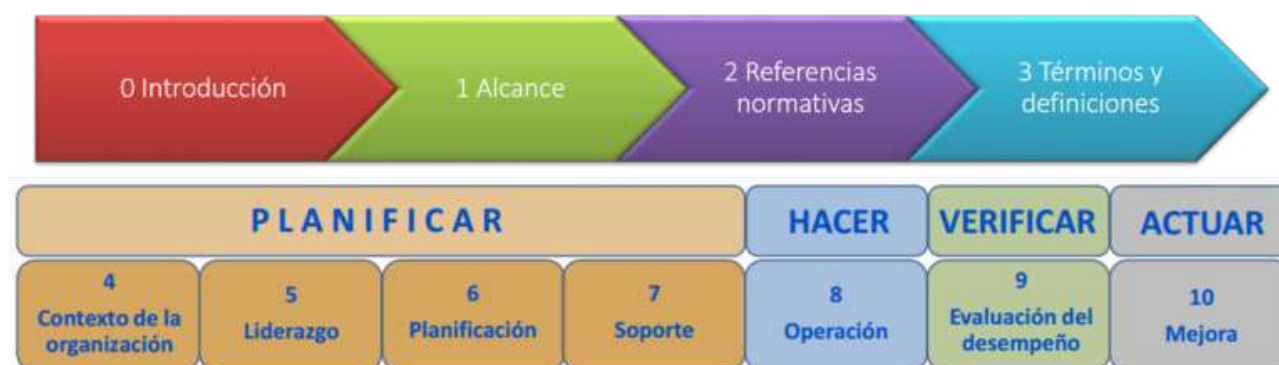 0 Introducción
1 Alcance
2 Referencias
normativas
3 Términos y
definiciones
PLANIFICAR
HACER
VERIFICAR
ACTUAR
4
Contexto de la
organización
5
Liderazgo
6
Planificación
7
Soporte
8
Operación
9
Evaluación del
desempeño
10
Mejora